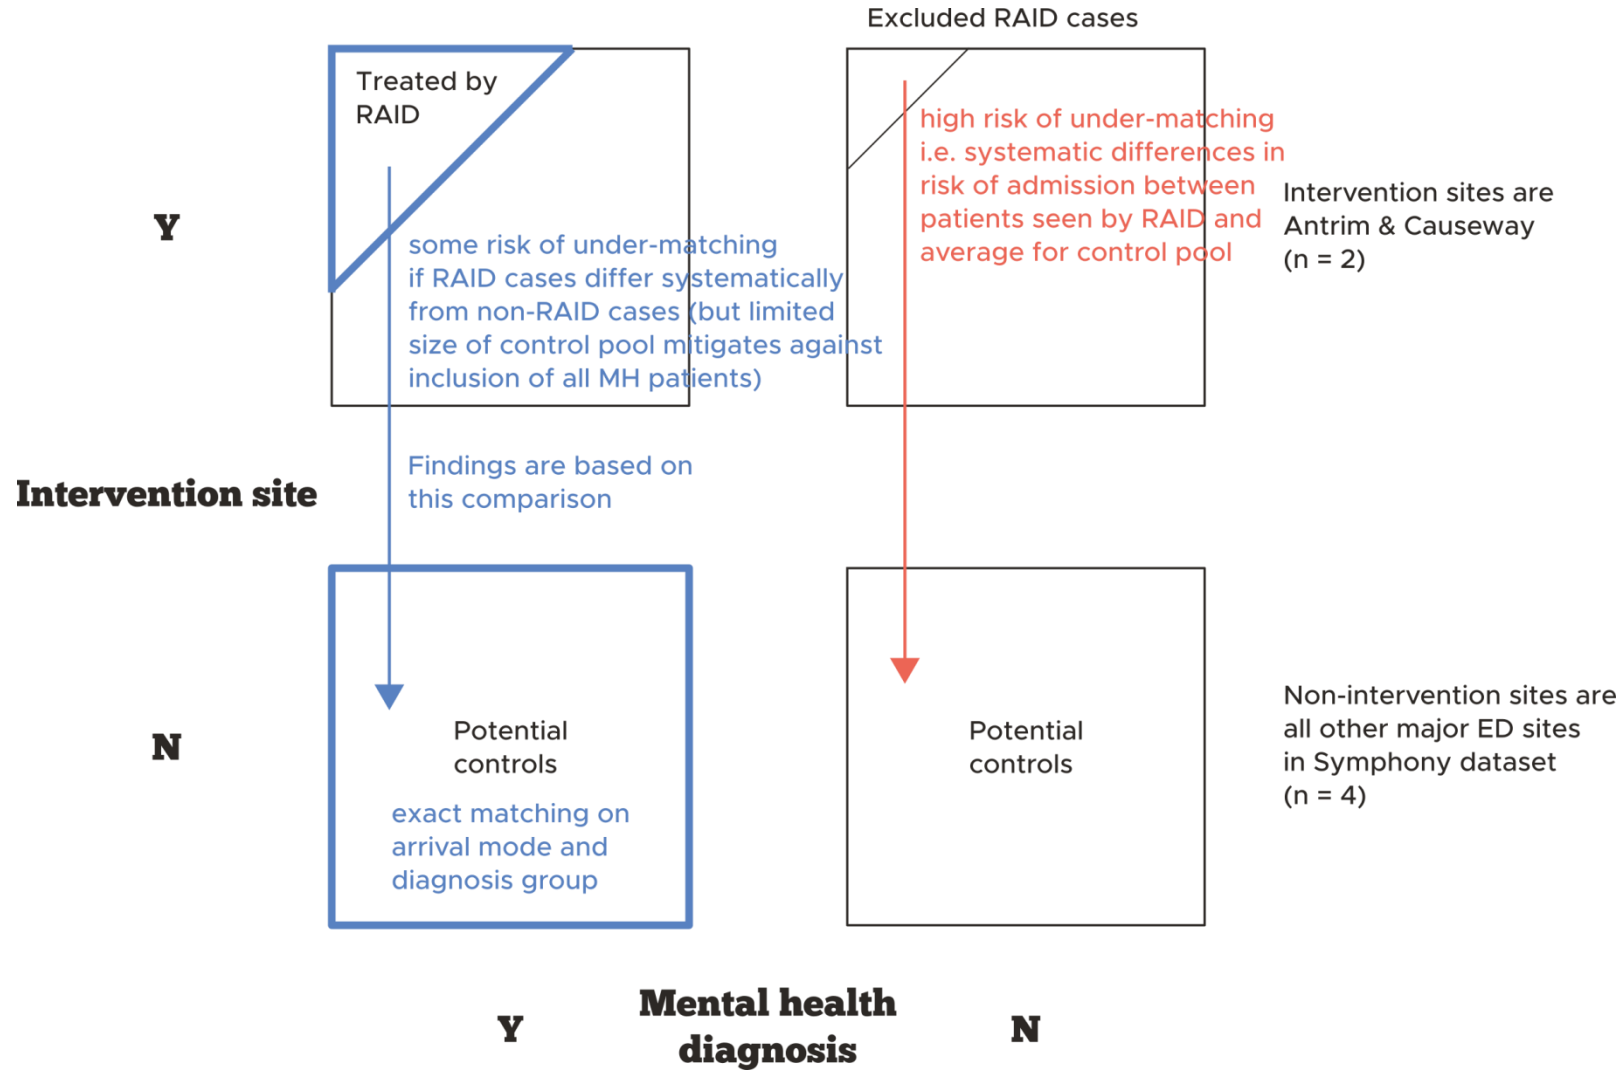 Excluded RAID cases
Treated by
RAID
high risk of under-matching
i.e. systematic differences in
risk of admission between
patients seen by RAID and
average for control pool
Intervention sites are
Antrim & Causeway
(n = 2)
Y
some risk of under-matching
if RAID cases differ systematically
from non-RAID cases (but limited
size of control pool mitigates against
inclusion of all MH patients)
Findings are based on
this comparison
Intervention site
N
Potential
controls
exact matching on
arrival mode and
diagnosis group
Potential
controls
Non-intervention sites are
all other major ED sites
in Symphony dataset
(n = 4)
Y
Mental health
diagnosis
N